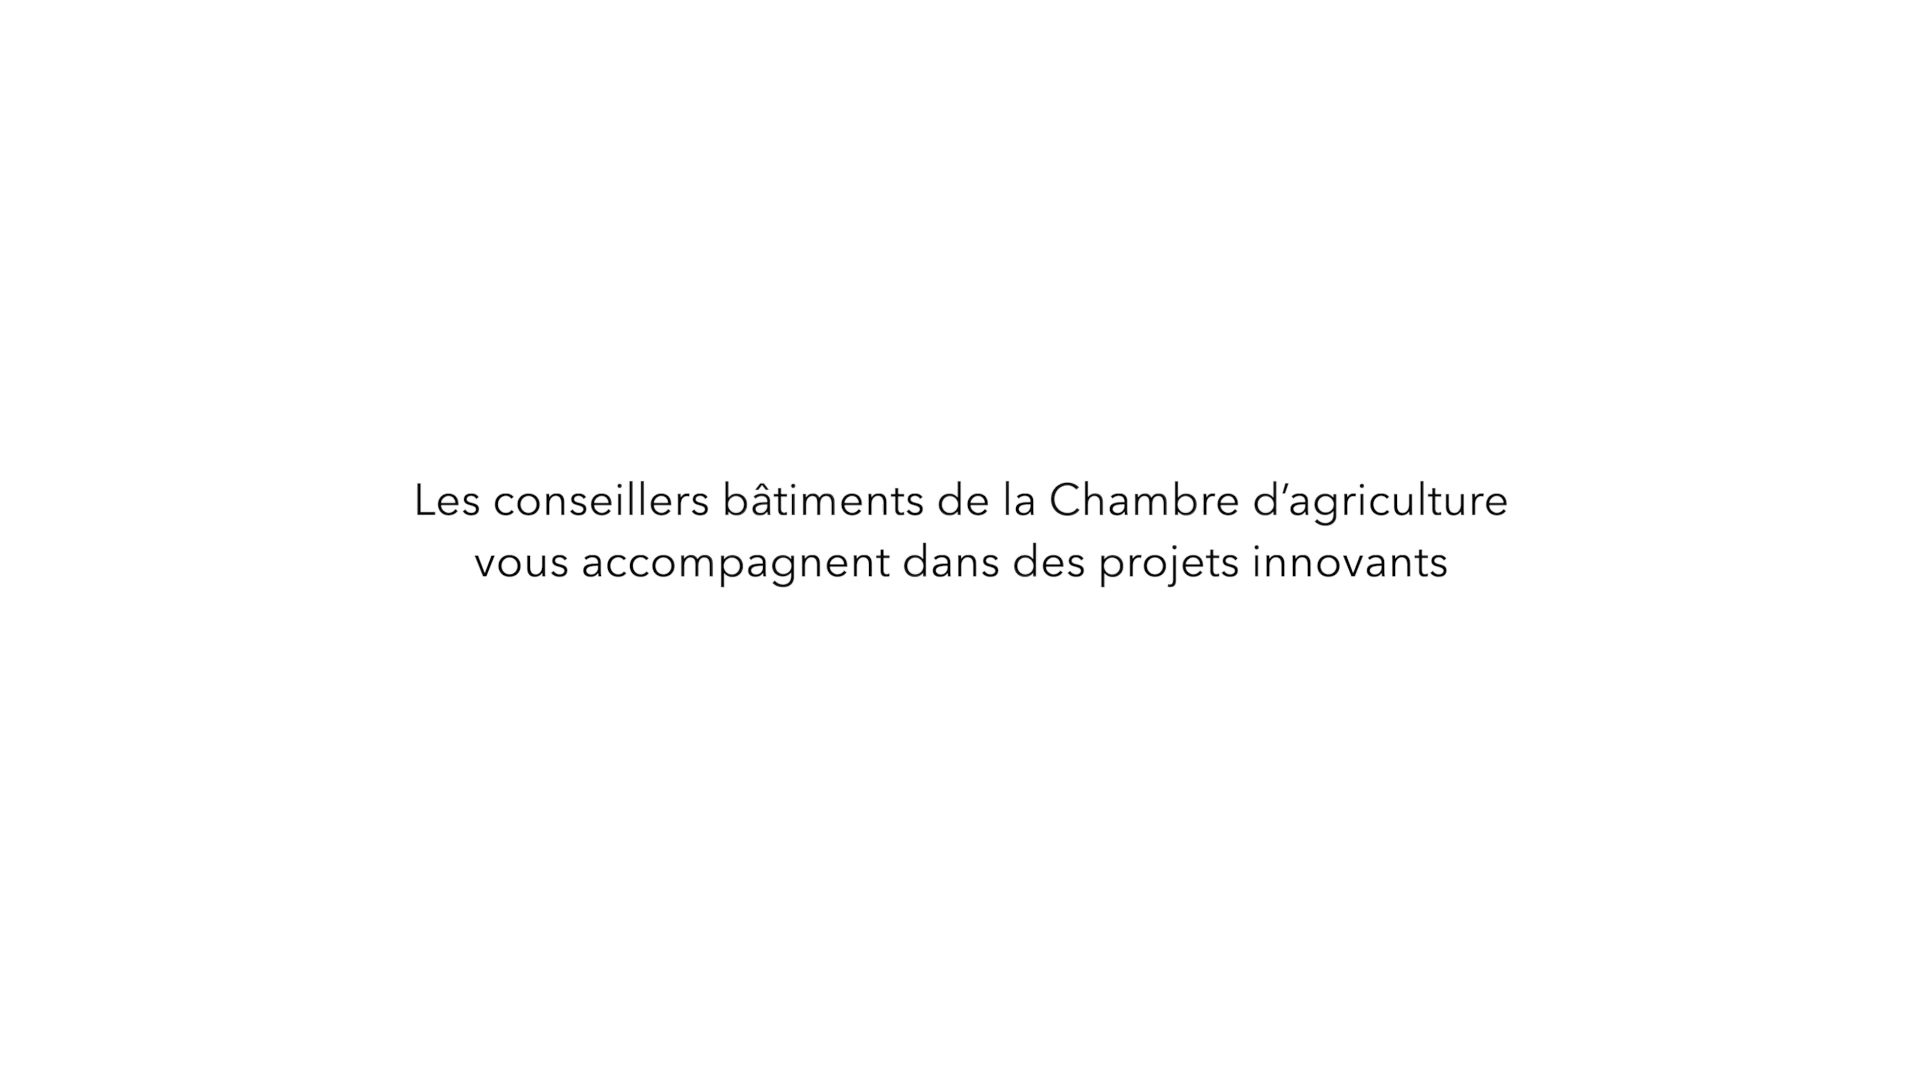 Les conseillers bâtiments de la Chambre d’agriculture
vous accompagnent dans des projets innovants